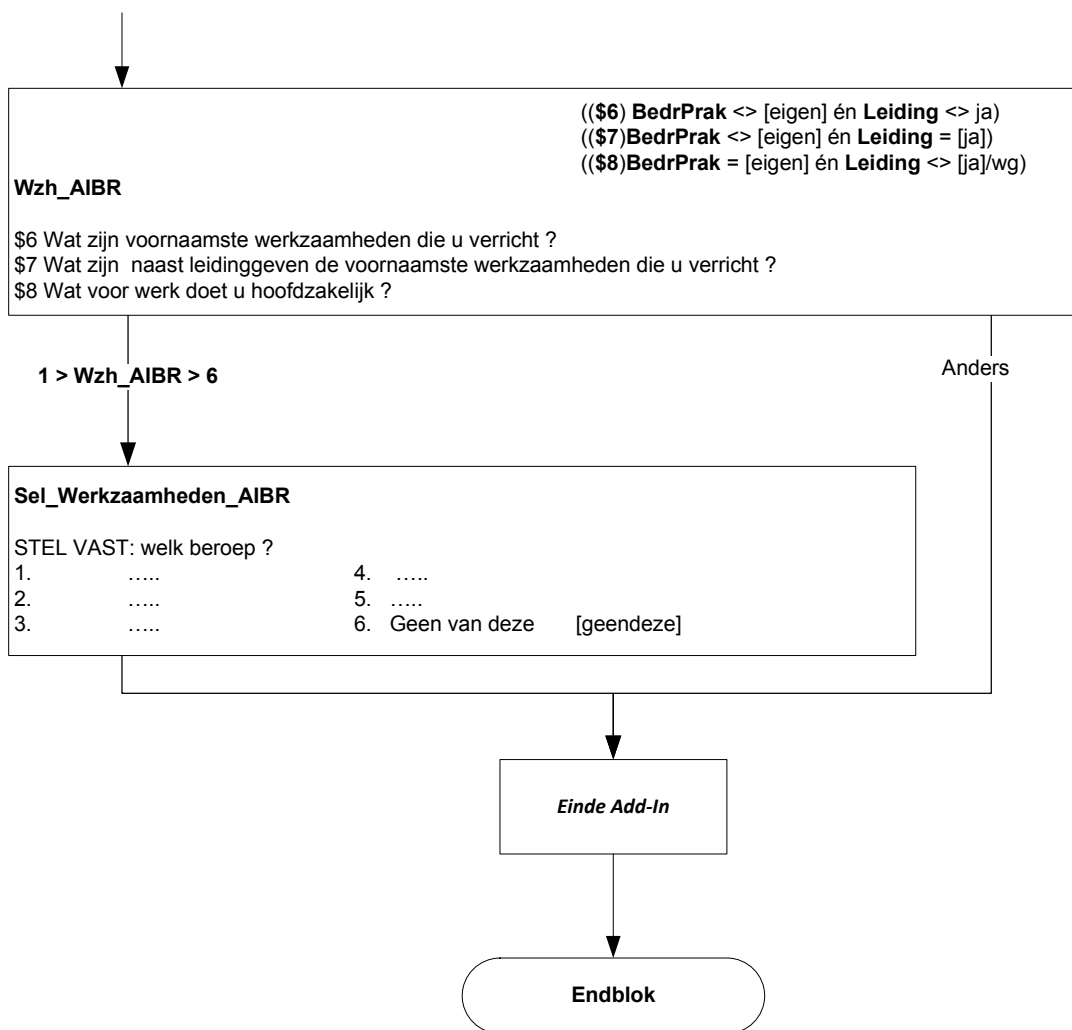 (($6) BedrPrak <> [eigen] én Leiding <> ja)
(($7)BedrPrak <> [eigen] én Leiding = [ja])
(($8)BedrPrak = [eigen] én Leiding <> [ja]/wg)
Wzh_AIBR
$6 Wat zijn voornaamste werkzaamheden die u verricht ?
$7 Wat zijn  naast leidinggeven de voornaamste werkzaamheden die u verricht ?
$8 Wat voor werk doet u hoofdzakelijk ?
1 > Wzh_AIBR > 6
Anders
Sel_Werkzaamheden_AIBR
STEL VAST: welk beroep ?
1. ..... 4. .....
2. ..... 5. .....
3. ..... 6. Geen van deze [geendeze]
Einde Add-In
Endblok